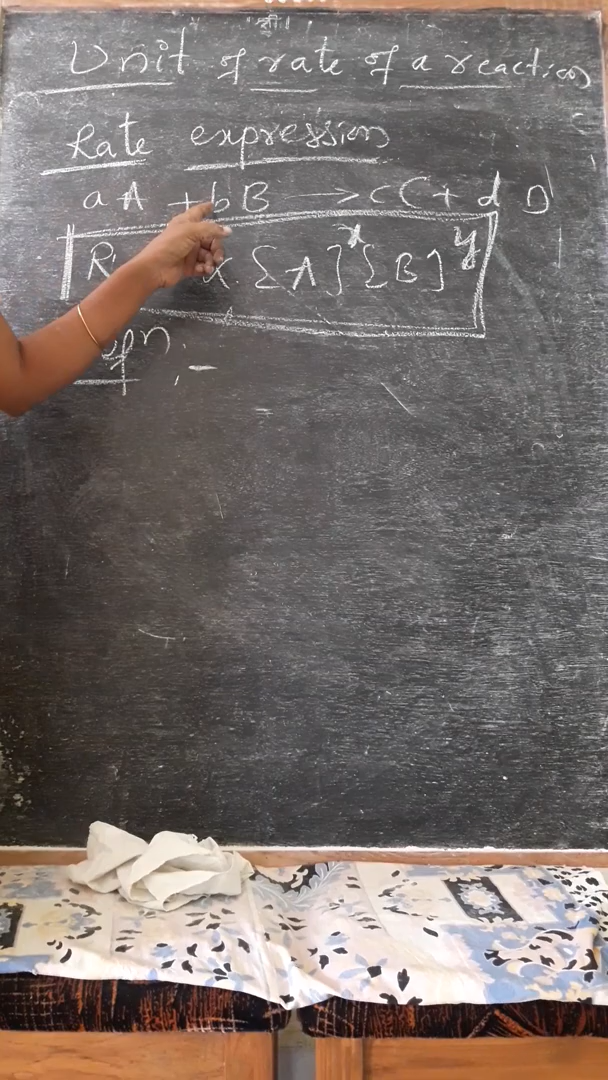 श्री
Unit of rate of a reaction
Rate expression
aA + bB → cC + dD
R α [A]^x [B]^y
:-